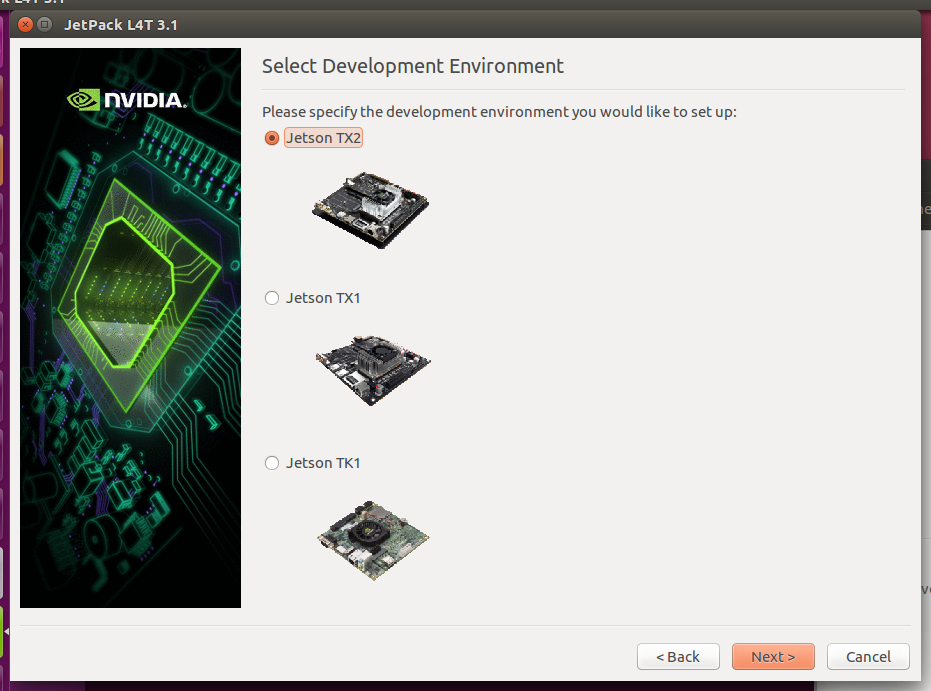 JetPack L4T 3.1
NVIDIA.
Select Development Environment
Please specify the development environment you would like to set up:
Jetson TX2
Jetson TX1
Jetson TK1
< Back
Next >
Cancel